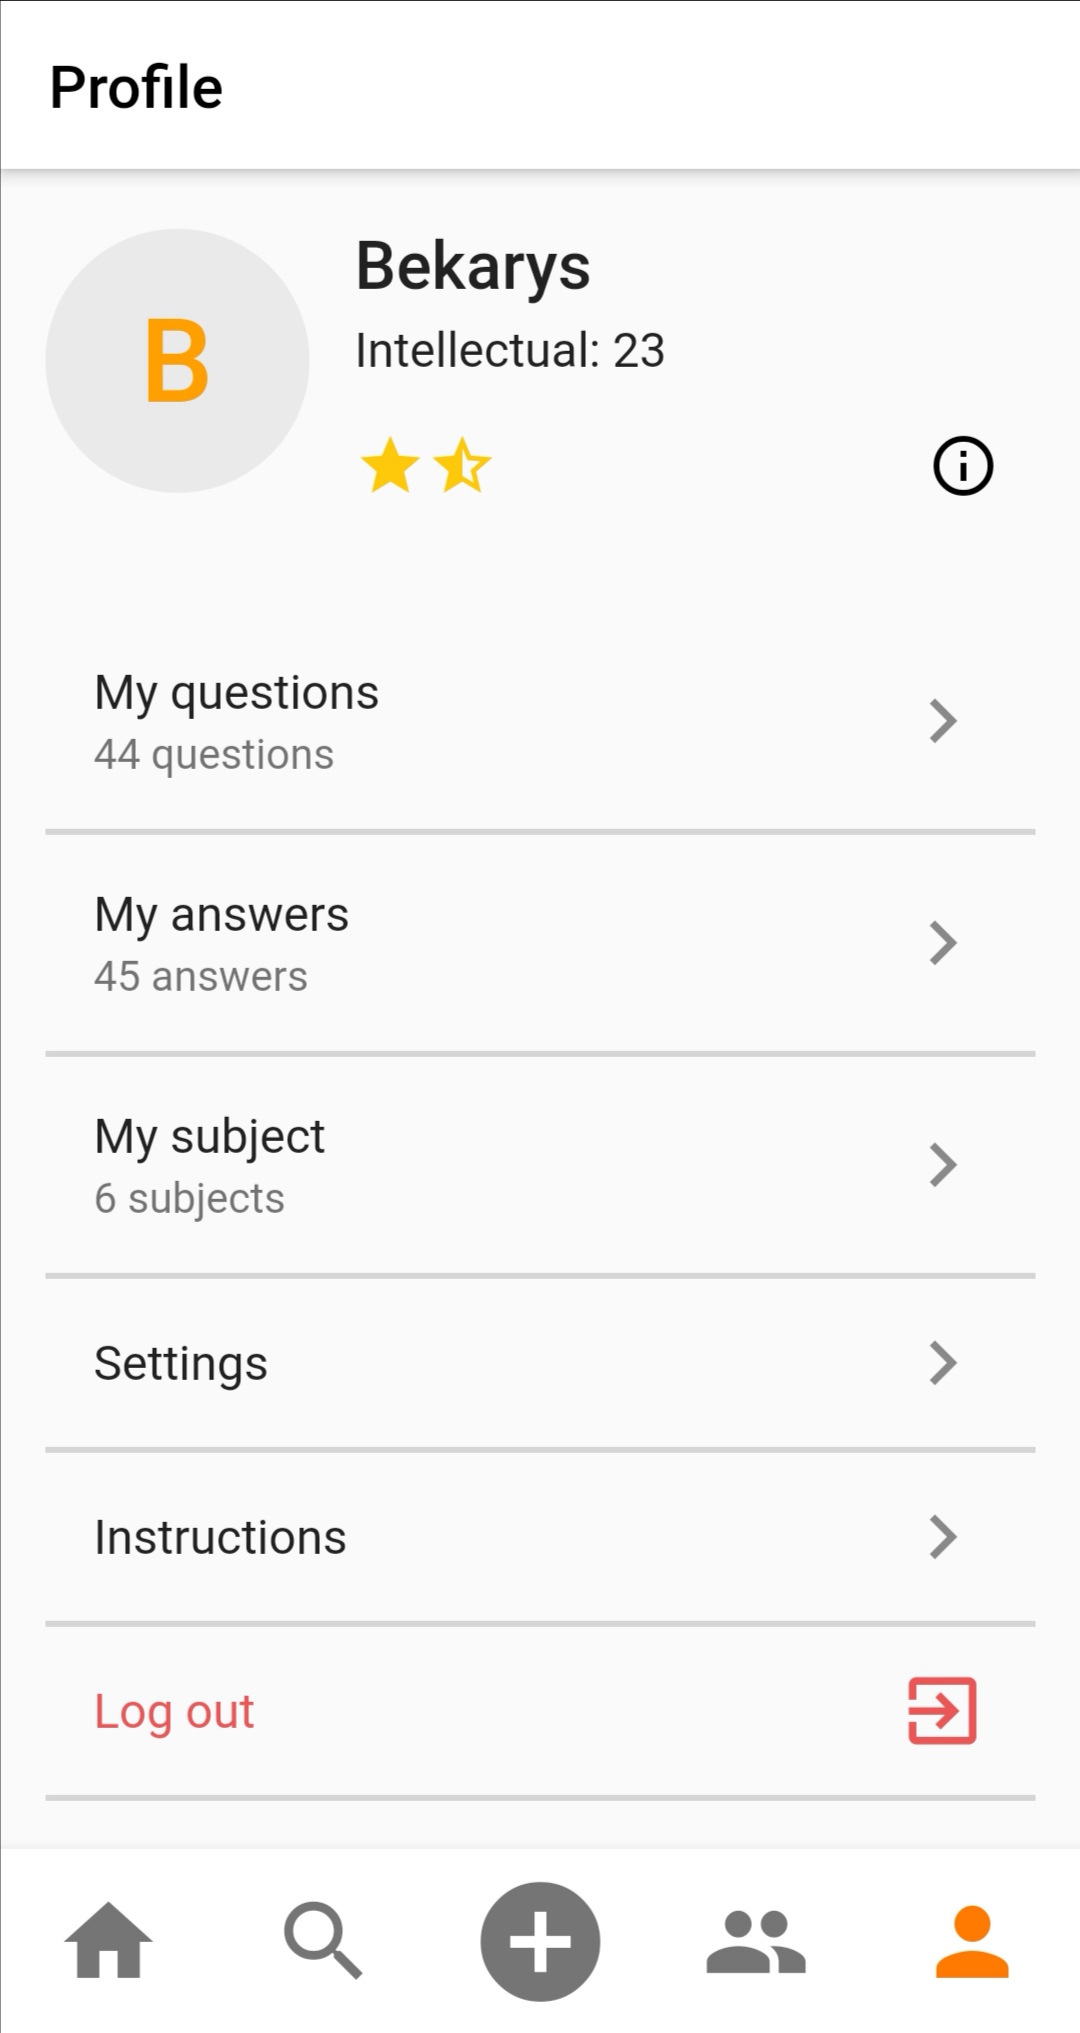 Profile
B
Bekarys
Intellectual: 23
My questions
44 questions
My answers
45 answers
My subject
6 subjects
Settings
Instructions
Log out